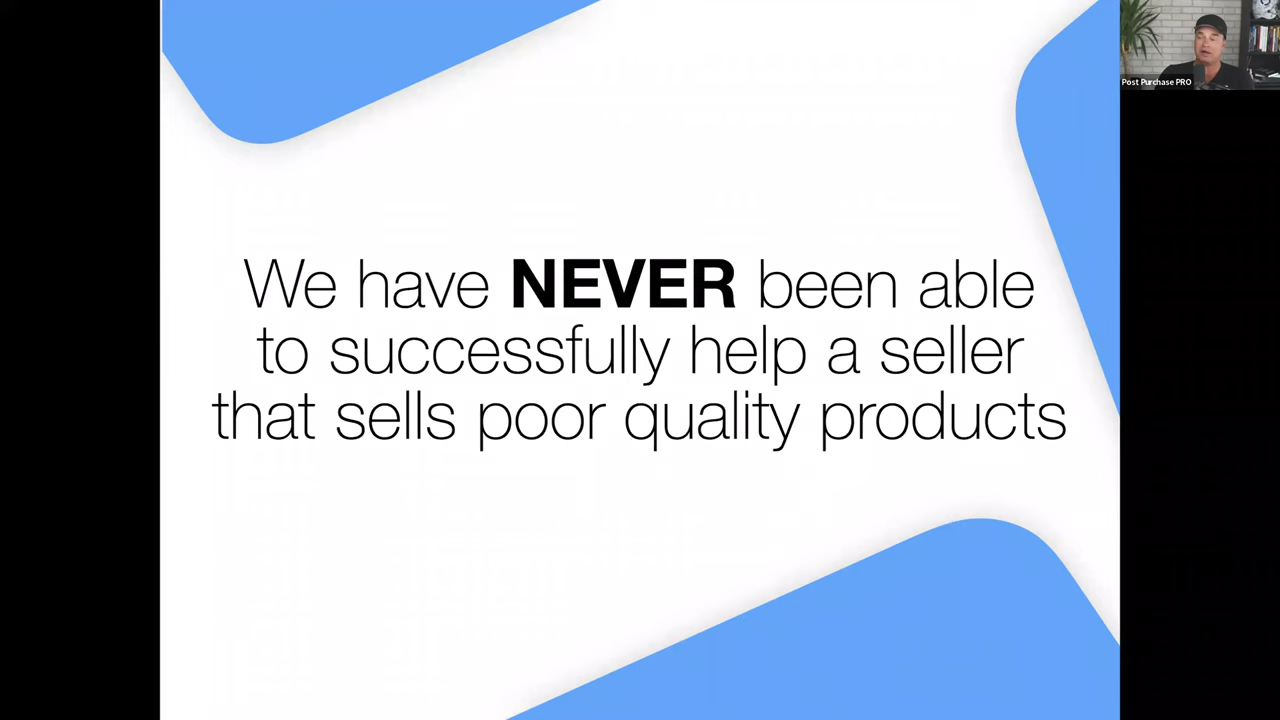 We have NEVER been able
to successfully help a seller
that sells poor quality products
Post Purchase PRO